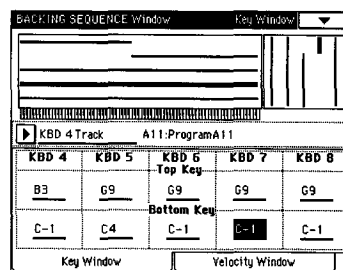 BACKING SEQUENCE Window Key Window
KBD 4 Track A11:ProgramA11
KBD 4 KBD 5 KBD 6 KBD 7 KBD 8
Top Key
B3 G9 G9 G9 G9
Bottom Key
C-1 C4 C-1 C-1 C-1
Key Window Velocity Window